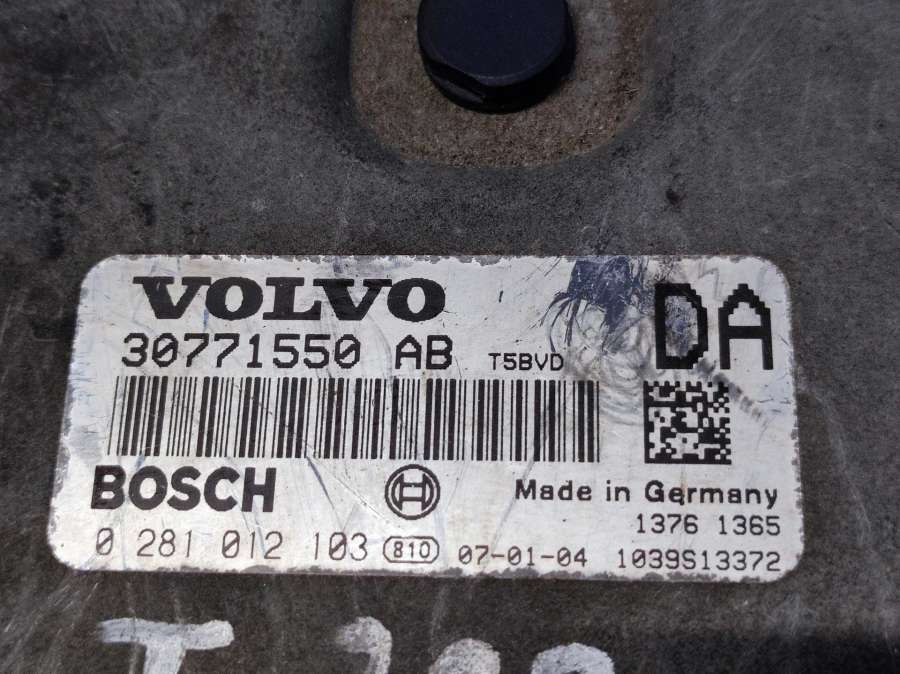 VOLVO
30771550 AB T5BVD
DA
BOSCH
Made in Germany
1376 1365
0 281 012 103 810 07-01-04 1039S13372